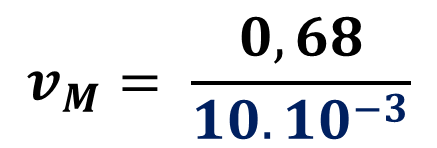 v_M = 0,68 / 10.10⁻³